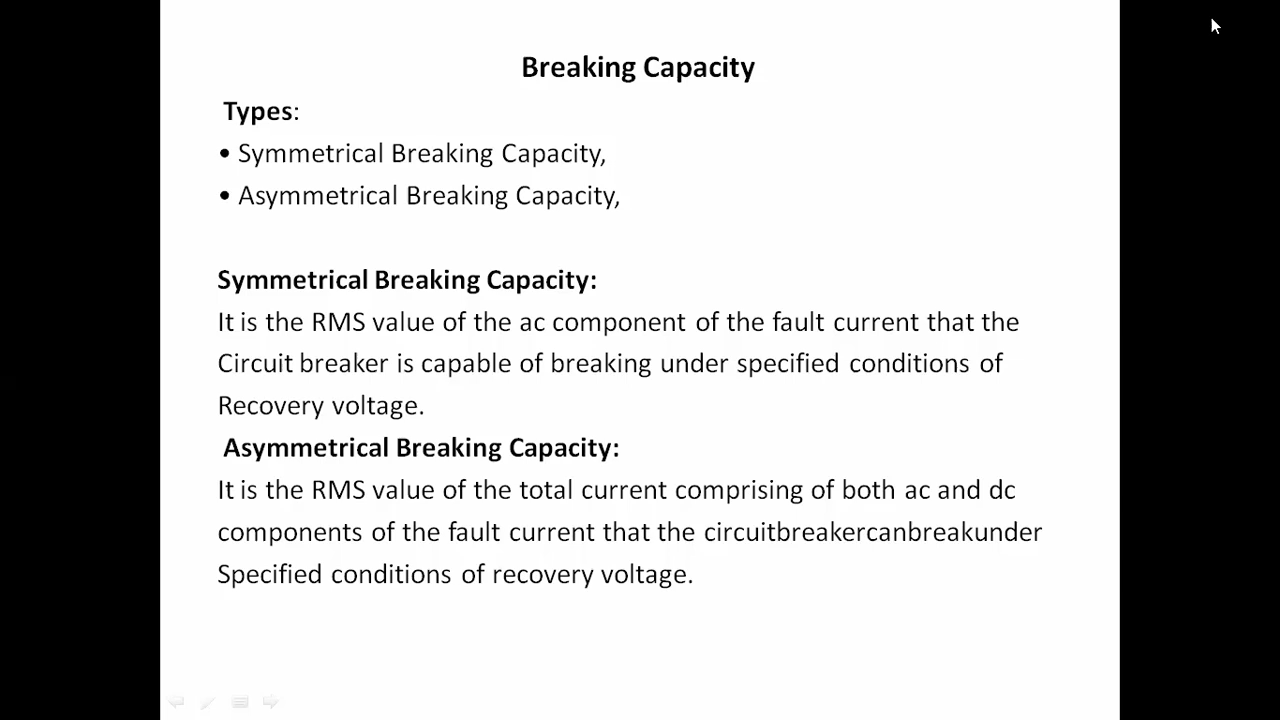 Breaking Capacity
Types:
• Symmetrical Breaking Capacity,
• Asymmetrical Breaking Capacity,
Symmetrical Breaking Capacity:
It is the RMS value of the ac component of the fault current that the
Circuit breaker is capable of breaking under specified conditions of
Recovery voltage.
Asymmetrical Breaking Capacity:
It is the RMS value of the total current comprising of both ac and dc
components of the fault current that the circuitbreakercanbreakunder
Specified conditions of recovery voltage.